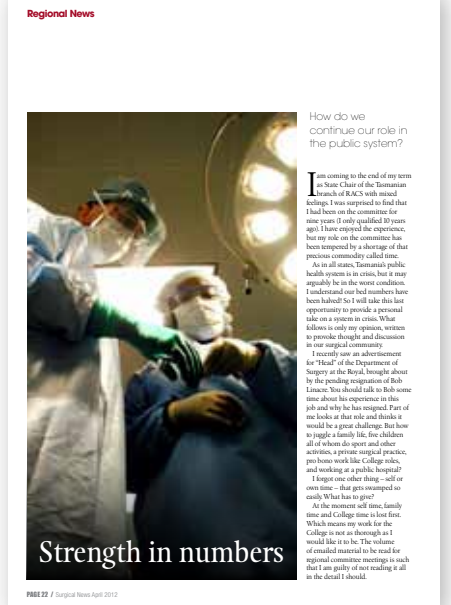 Regional News
How do we
continue our role in
the public system?
I am coming to the end of my term
as State Chair of the Tasmanian
branch of RACS with mixed
feelings. I was surprised to find that
I had been on the committee for
nine years (I only qualified 10 years
ago). I have enjoyed the experience,
but my role on the committee has
been tempered by a shortage of that
precious commodity called time.
As in all states, Tasmania's public
health system is in crisis, but it may
arguably be in the worst condition.
I understand our bed numbers have
been halved! So I will take this last
opportunity to provide a personal
take on a system in crisis. What
follows is only my opinion, written
to provoke thought and discussion
in our surgical community.
I recently saw an advertisement
for "Head" of the Department of
Surgery at the Royal, brought about
by the pending resignation of Bob
Linacre. You should talk to Bob some
time about his experience in this
job and why he has resigned. Part of
me looks at that role and thinks it
would be a great challenge. But how
to juggle a family life, five children
all of whom do sport and other
activities, a private surgical practice,
pro bono work like College roles,
and working at a public hospital?
I forgot one other thing – self or
own time – that gets swamped so
easily. What has to give?
At the moment self time, family
time and College time is lost first.
Which means my work for the
College is not as thorough as I
would like it to be. The volume
of emailed material to be read for
regional committee meetings is such
that I am guilty of not reading it all
in the detail I should.
Strength in numbers
PAGE 22 / Surgical News April 2012